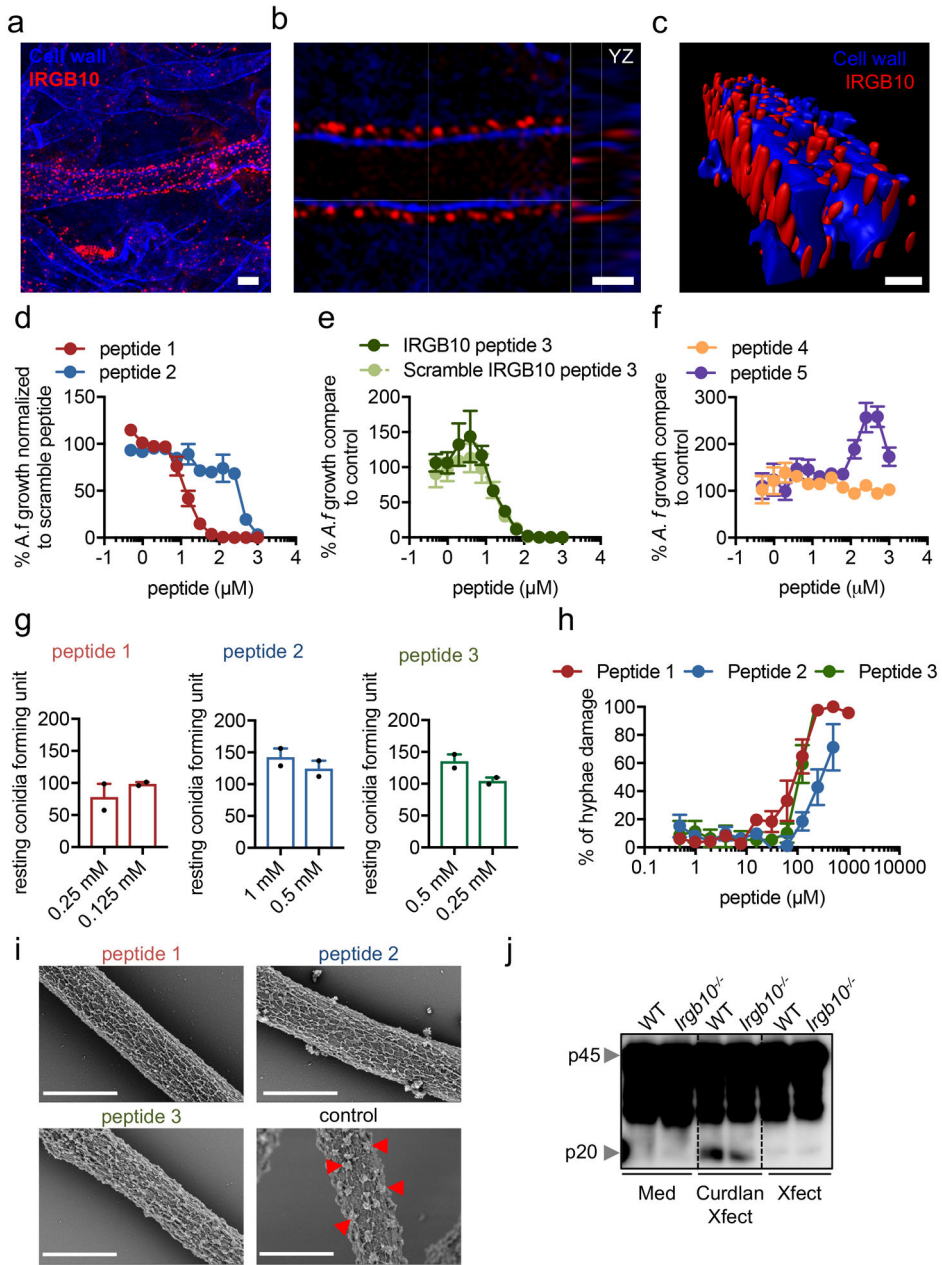 a
Cell wall
IRGB10
b
YZ
c
Cell wall
IRGB10
d
peptide 1
peptide 2
% A.f growth normalized
to scramble peptide
150
100
50
0
-1 0 1 2 3 4
peptide (µM)
e
IRGB10 peptide 3
Scramble IRGB10 peptide 3
% A.f growth compare
to control
200
150
100
50
0
-1 0 1 2 3 4
peptide (µM)
f
peptide 4
peptide 5
% A.f growth compare
to control
300
200
100
0
-1 0 1 2 3 4
peptide (µM)
g
peptide 1
resting conidia forming unit
200
150
100
50
0
0.25 mM
0.125 mM
peptide 2
resting conidia forming unit
200
150
100
50
0
1 mM
0.5 mM
peptide 3
resting conidia forming unit
200
150
100
50
0
0.5 mM
0.25 mM
h
Peptide 1 Peptide 2 Peptide 3
% of hyphae damage
100
80
60
40
20
0
0.1 1 10 100 1000 10000
peptide (µM)
i
peptide 1
peptide 2
peptide 3
control
j
WT Irgb10-/- WT Irgb10-/- WT Irgb10-/-
p45
p20
Med
Curdlan
Xfect
Xfect